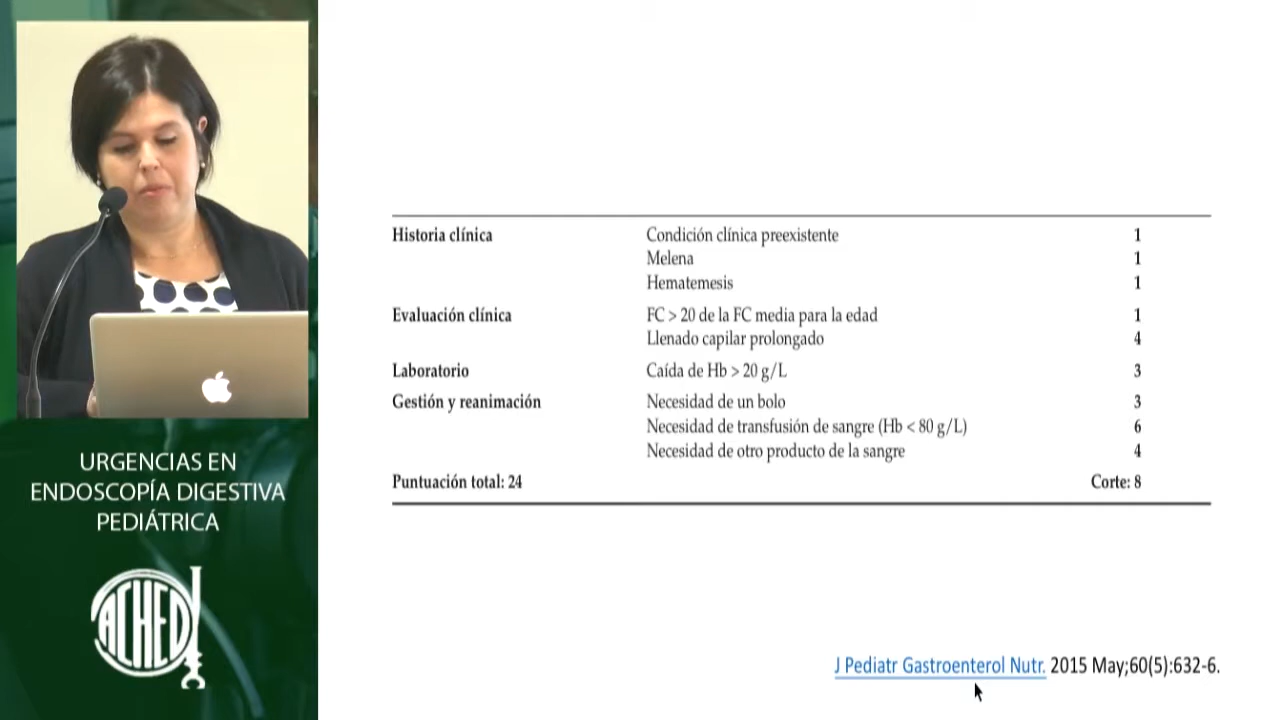 Historia clínica Condición clínica preexistente 1
Melena 1
Hematemesis 1
Evaluación clínica FC > 20 de la FC media para la edad 1
Llenado capilar prolongado 4
Laboratorio Caída de Hb > 20 g/L 3
Gestión y reanimación Necesidad de un bolo 3
Necesidad de transfusión de sangre (Hb < 80 g/L) 6
Necesidad de otro producto de la sangre 4
Puntuación total: 24 Corte: 8
J Pediatr Gastroenterol Nutr. 2015 May;60(5):632-6.
URGENCIAS EN
ENDOSCOPÍA DIGESTIVA
PEDIÁTRICA
ACHED